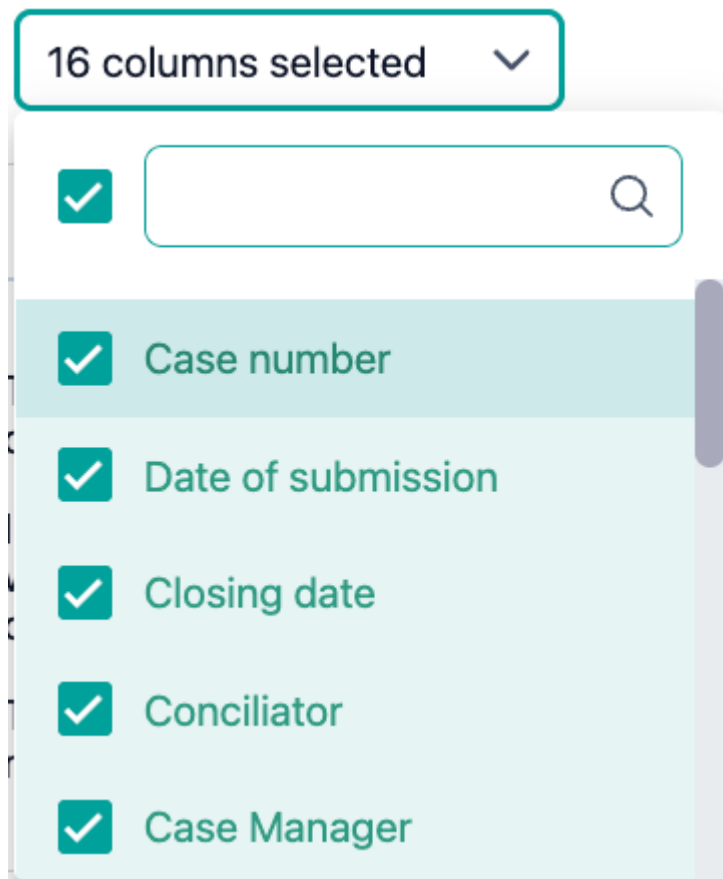 16 columns selected
Case number
Date of submission
Closing date
Conciliator
Case Manager